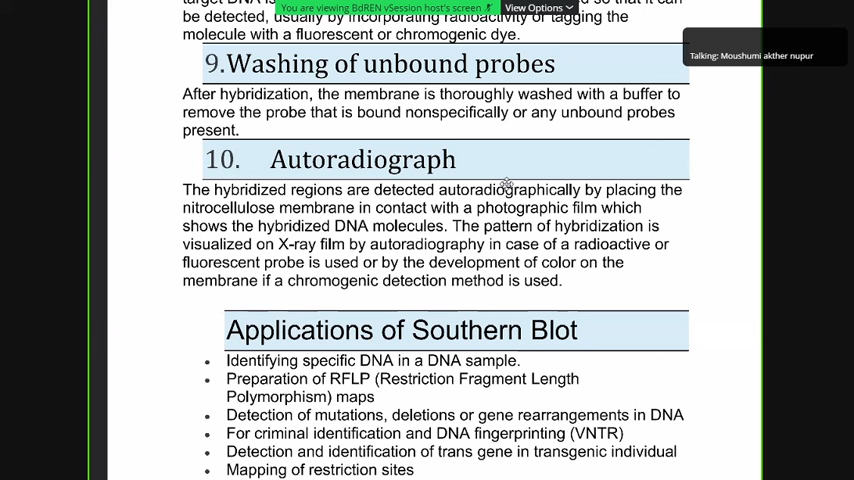 You are viewing BdREN vSession host's screen
View Options
be detected, usually by incorporating radioactivity or tagging the
molecule with a fluorescent or chromogenic dye.
Talking: Moushumi akther nupur
9.Washing of unbound probes
After hybridization, the membrane is thoroughly washed with a buffer to
remove the probe that is bound nonspecifically or any unbound probes
present.
10. Autoradiograph
The hybridized regions are detected autoradiographically by placing the
nitrocellulose membrane in contact with a photographic film which
shows the hybridized DNA molecules. The pattern of hybridization is
visualized on X-ray film by autoradiography in case of a radioactive or
fluorescent probe is used or by the development of color on the
membrane if a chromogenic detection method is used.
Applications of Southern Blot
• Identifying specific DNA in a DNA sample.
• Preparation of RFLP (Restriction Fragment Length
Polymorphism) maps
• Detection of mutations, deletions or gene rearrangements in DNA
• For criminal identification and DNA fingerprinting (VNTR)
• Detection and identification of trans gene in transgenic individual
• Mapping of restriction sites